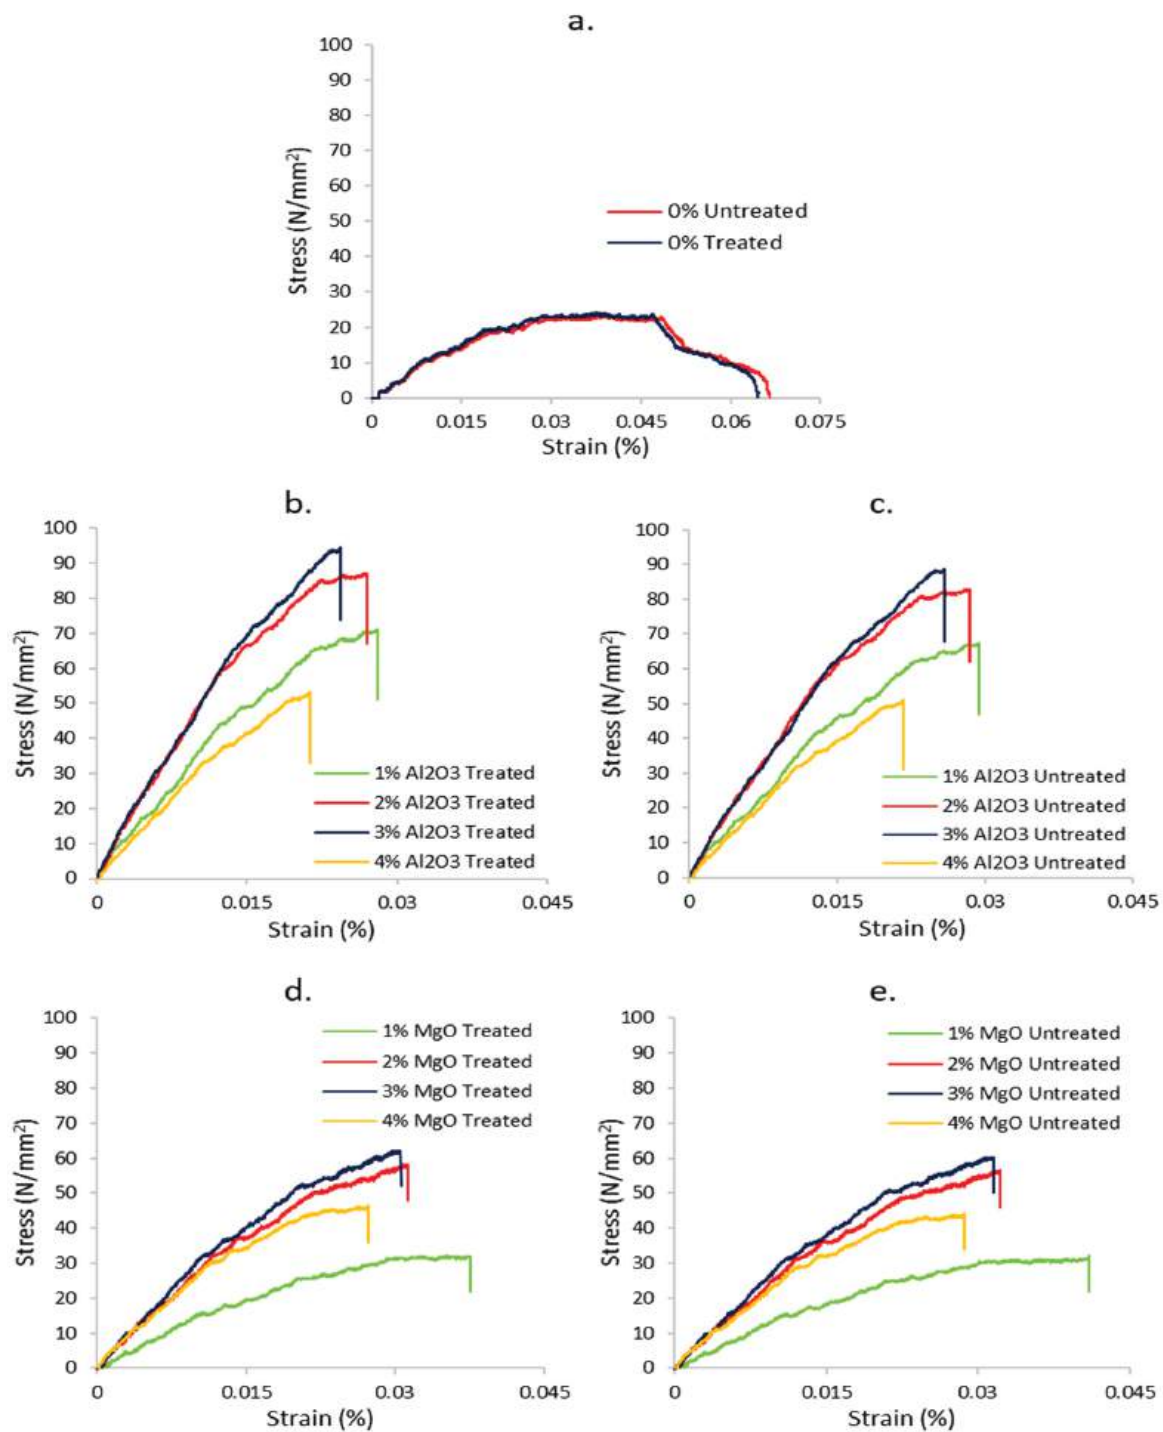 a.
100
90
80
70
60
50
40
30
20
10
0
Stress (N/mm²)
0% Untreated
0% Treated
0 0.015 0.03 0.045 0.06 0.075
Strain (%)
b.
100
90
80
70
60
50
40
30
20
10
0
Stress (N/mm²)
1% Al2O3 Treated
2% Al2O3 Treated
3% Al2O3 Treated
4% Al2O3 Treated
0 0.015 0.03 0.045
Strain (%)
c.
100
90
80
70
60
50
40
30
20
10
0
Stress (N/mm²)
1% Al2O3 Untreated
2% Al2O3 Untreated
3% Al2O3 Untreated
4% Al2O3 Untreated
0 0.015 0.03 0.045
Strain (%)
d.
100
90
80
70
60
50
40
30
20
10
0
Stress (N/mm²)
1% MgO Treated
2% MgO Treated
3% MgO Treated
4% MgO Treated
0 0.015 0.03 0.045
Strain (%)
e.
100
90
80
70
60
50
40
30
20
10
0
Stress (N/mm²)
1% MgO Untreated
2% MgO Untreated
3% MgO Untreated
4% MgO Untreated
0 0.015 0.03 0.045
Strain (%)